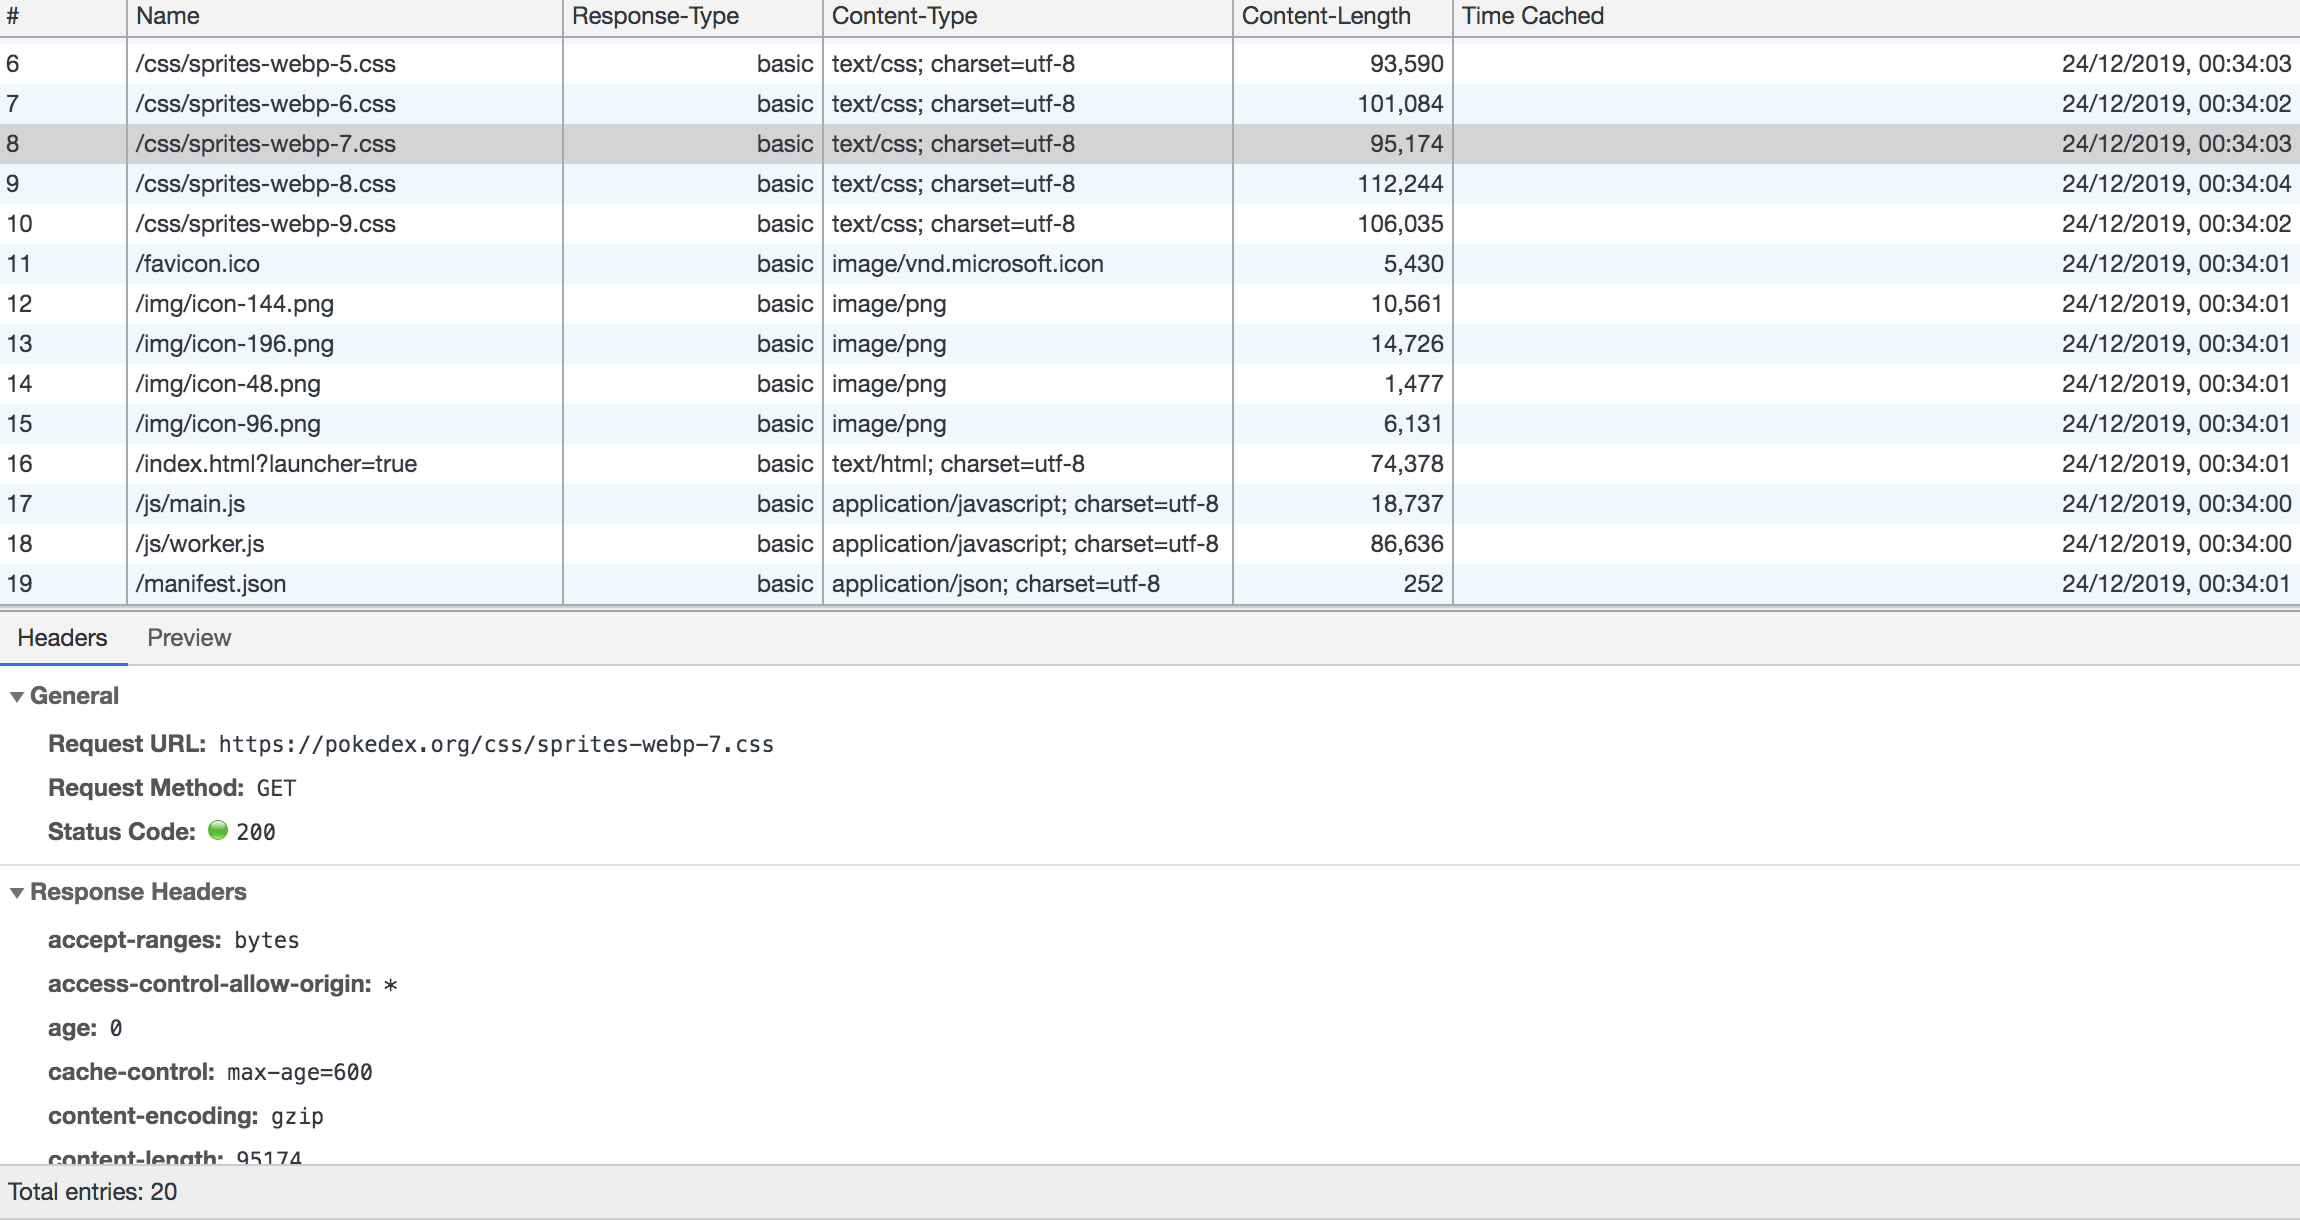 # Name Response-Type Content-Type Content-Length Time Cached
6 /css/sprites-webp-5.css basic text/css; charset=utf-8 93,590 24/12/2019, 00:34:03
7 /css/sprites-webp-6.css basic text/css; charset=utf-8 101,084 24/12/2019, 00:34:02
8 /css/sprites-webp-7.css basic text/css; charset=utf-8 95,174 24/12/2019, 00:34:03
9 /css/sprites-webp-8.css basic text/css; charset=utf-8 112,244 24/12/2019, 00:34:04
10 /css/sprites-webp-9.css basic text/css; charset=utf-8 106,035 24/12/2019, 00:34:02
11 /favicon.ico basic image/vnd.microsoft.icon 5,430 24/12/2019, 00:34:01
12 /img/icon-144.png basic image/png 10,561 24/12/2019, 00:34:01
13 /img/icon-196.png basic image/png 14,726 24/12/2019, 00:34:01
14 /img/icon-48.png basic image/png 1,477 24/12/2019, 00:34:01
15 /img/icon-96.png basic image/png 6,131 24/12/2019, 00:34:01
16 /index.html?launcher=true basic text/html; charset=utf-8 74,378 24/12/2019, 00:34:01
17 /js/main.js basic application/javascript; charset=utf-8 18,737 24/12/2019, 00:34:00
18 /js/worker.js basic application/javascript; charset=utf-8 86,636 24/12/2019, 00:34:00
19 /manifest.json basic application/json; charset=utf-8 252 24/12/2019, 00:34:01
Headers Preview
General
Request URL: https://pokedex.org/css/sprites-webp-7.css
Request Method: GET
Status Code: 200
Response Headers
accept-ranges: bytes
access-control-allow-origin: *
age: 0
cache-control: max-age=600
content-encoding: gzip
content-length: 95174
Total entries: 20